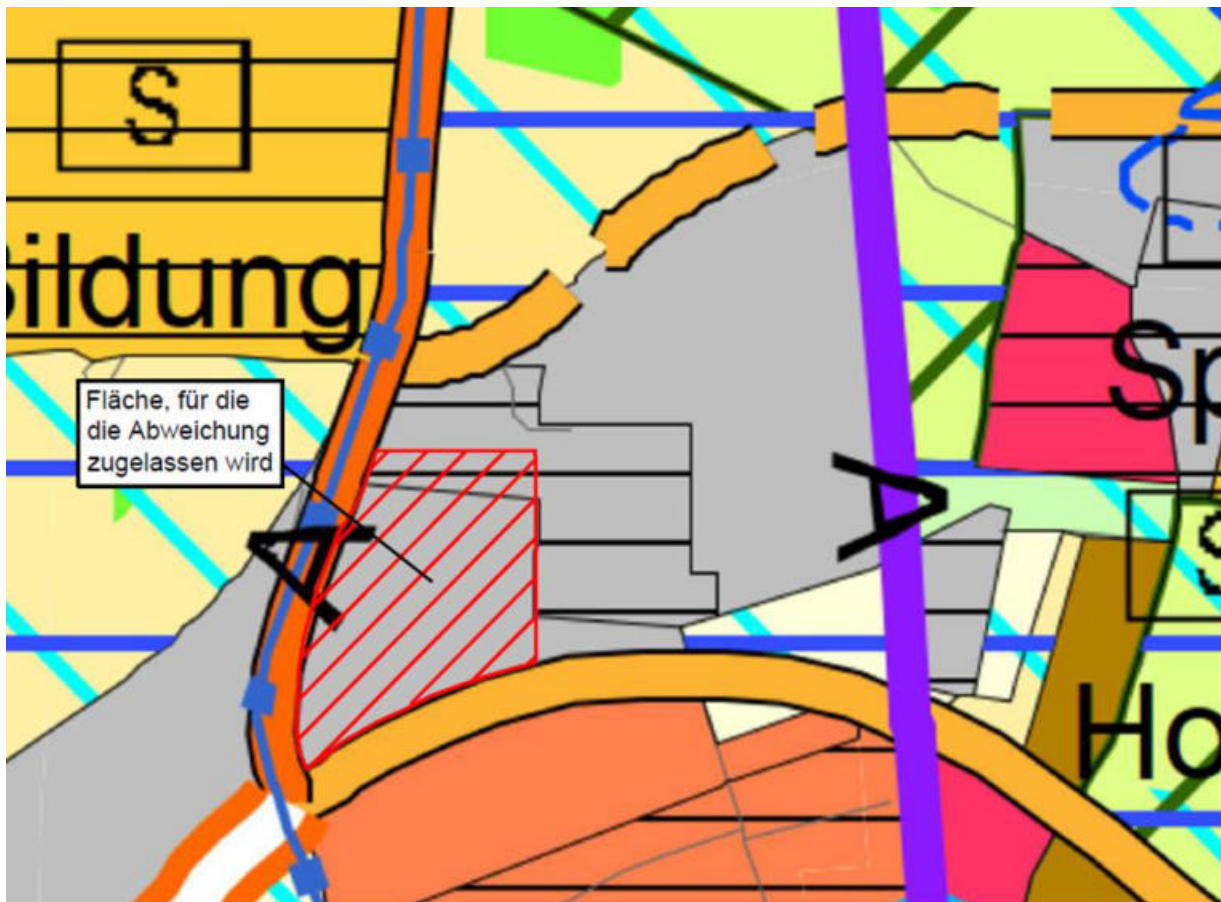 S
Bildung
Sp
Fläche, für die
die Abweichung
zugelassen wird
A
A
S
Ho